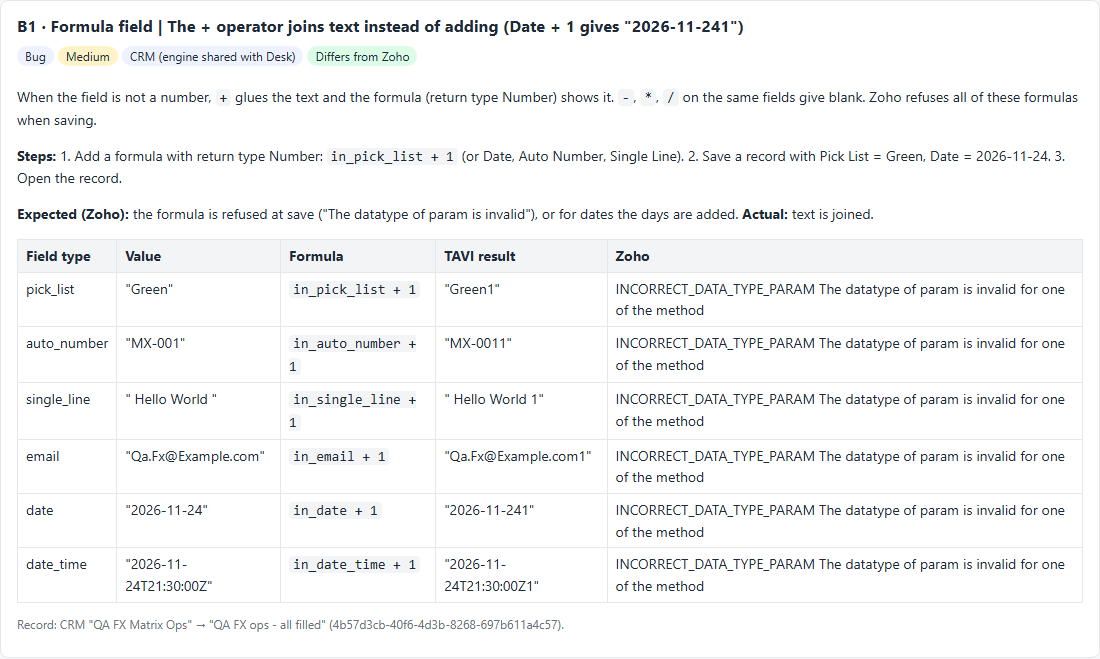 B1 · Formula field | The + operator joins text instead of adding (Date + 1 gives "2026-11-241")
Bug Medium CRM (engine shared with Desk) Differs from Zoho
When the field is not a number, + glues the text and the formula (return type Number) shows it. -, *, / on the same fields give blank. Zoho refuses all of these formulas
when saving.
Steps: 1. Add a formula with return type Number: in_pick_list + 1 (or Date, Auto Number, Single Line). 2. Save a record with Pick List = Green, Date = 2026-11-24. 3.
Open the record.
Expected (Zoho): the formula is refused at save ("The datatype of param is invalid"), or for dates the days are added. Actual: text is joined.
Field type Value Formula TAVI result Zoho
pick_list "Green" in_pick_list + 1 "Green1" INCORRECT_DATA_TYPE_PARAM The datatype of param is invalid for one
of the method
auto_number "MX-001" in_auto_number + "MX-0011" INCORRECT_DATA_TYPE_PARAM The datatype of param is invalid for one
1 of the method
single_line " Hello World " in_single_line + " Hello World 1" INCORRECT_DATA_TYPE_PARAM The datatype of param is invalid for one
1 of the method
email "Qa.Fx@Example.com" in_email + 1 "Qa.Fx@Example.com1" INCORRECT_DATA_TYPE_PARAM The datatype of param is invalid for one
of the method
date "2026-11-24" in_date + 1 "2026-11-241" INCORRECT_DATA_TYPE_PARAM The datatype of param is invalid for one
of the method
date_time "2026-11- in_date_time + 1 "2026-11- INCORRECT_DATA_TYPE_PARAM The datatype of param is invalid for one
24T21:30:00Z" 24T21:30:00Z1" of the method
Record: CRM "QA FX Matrix Ops" → "QA FX ops - all filled" (4b57d3cb-40f6-4d3b-8268-697b611a4c57).